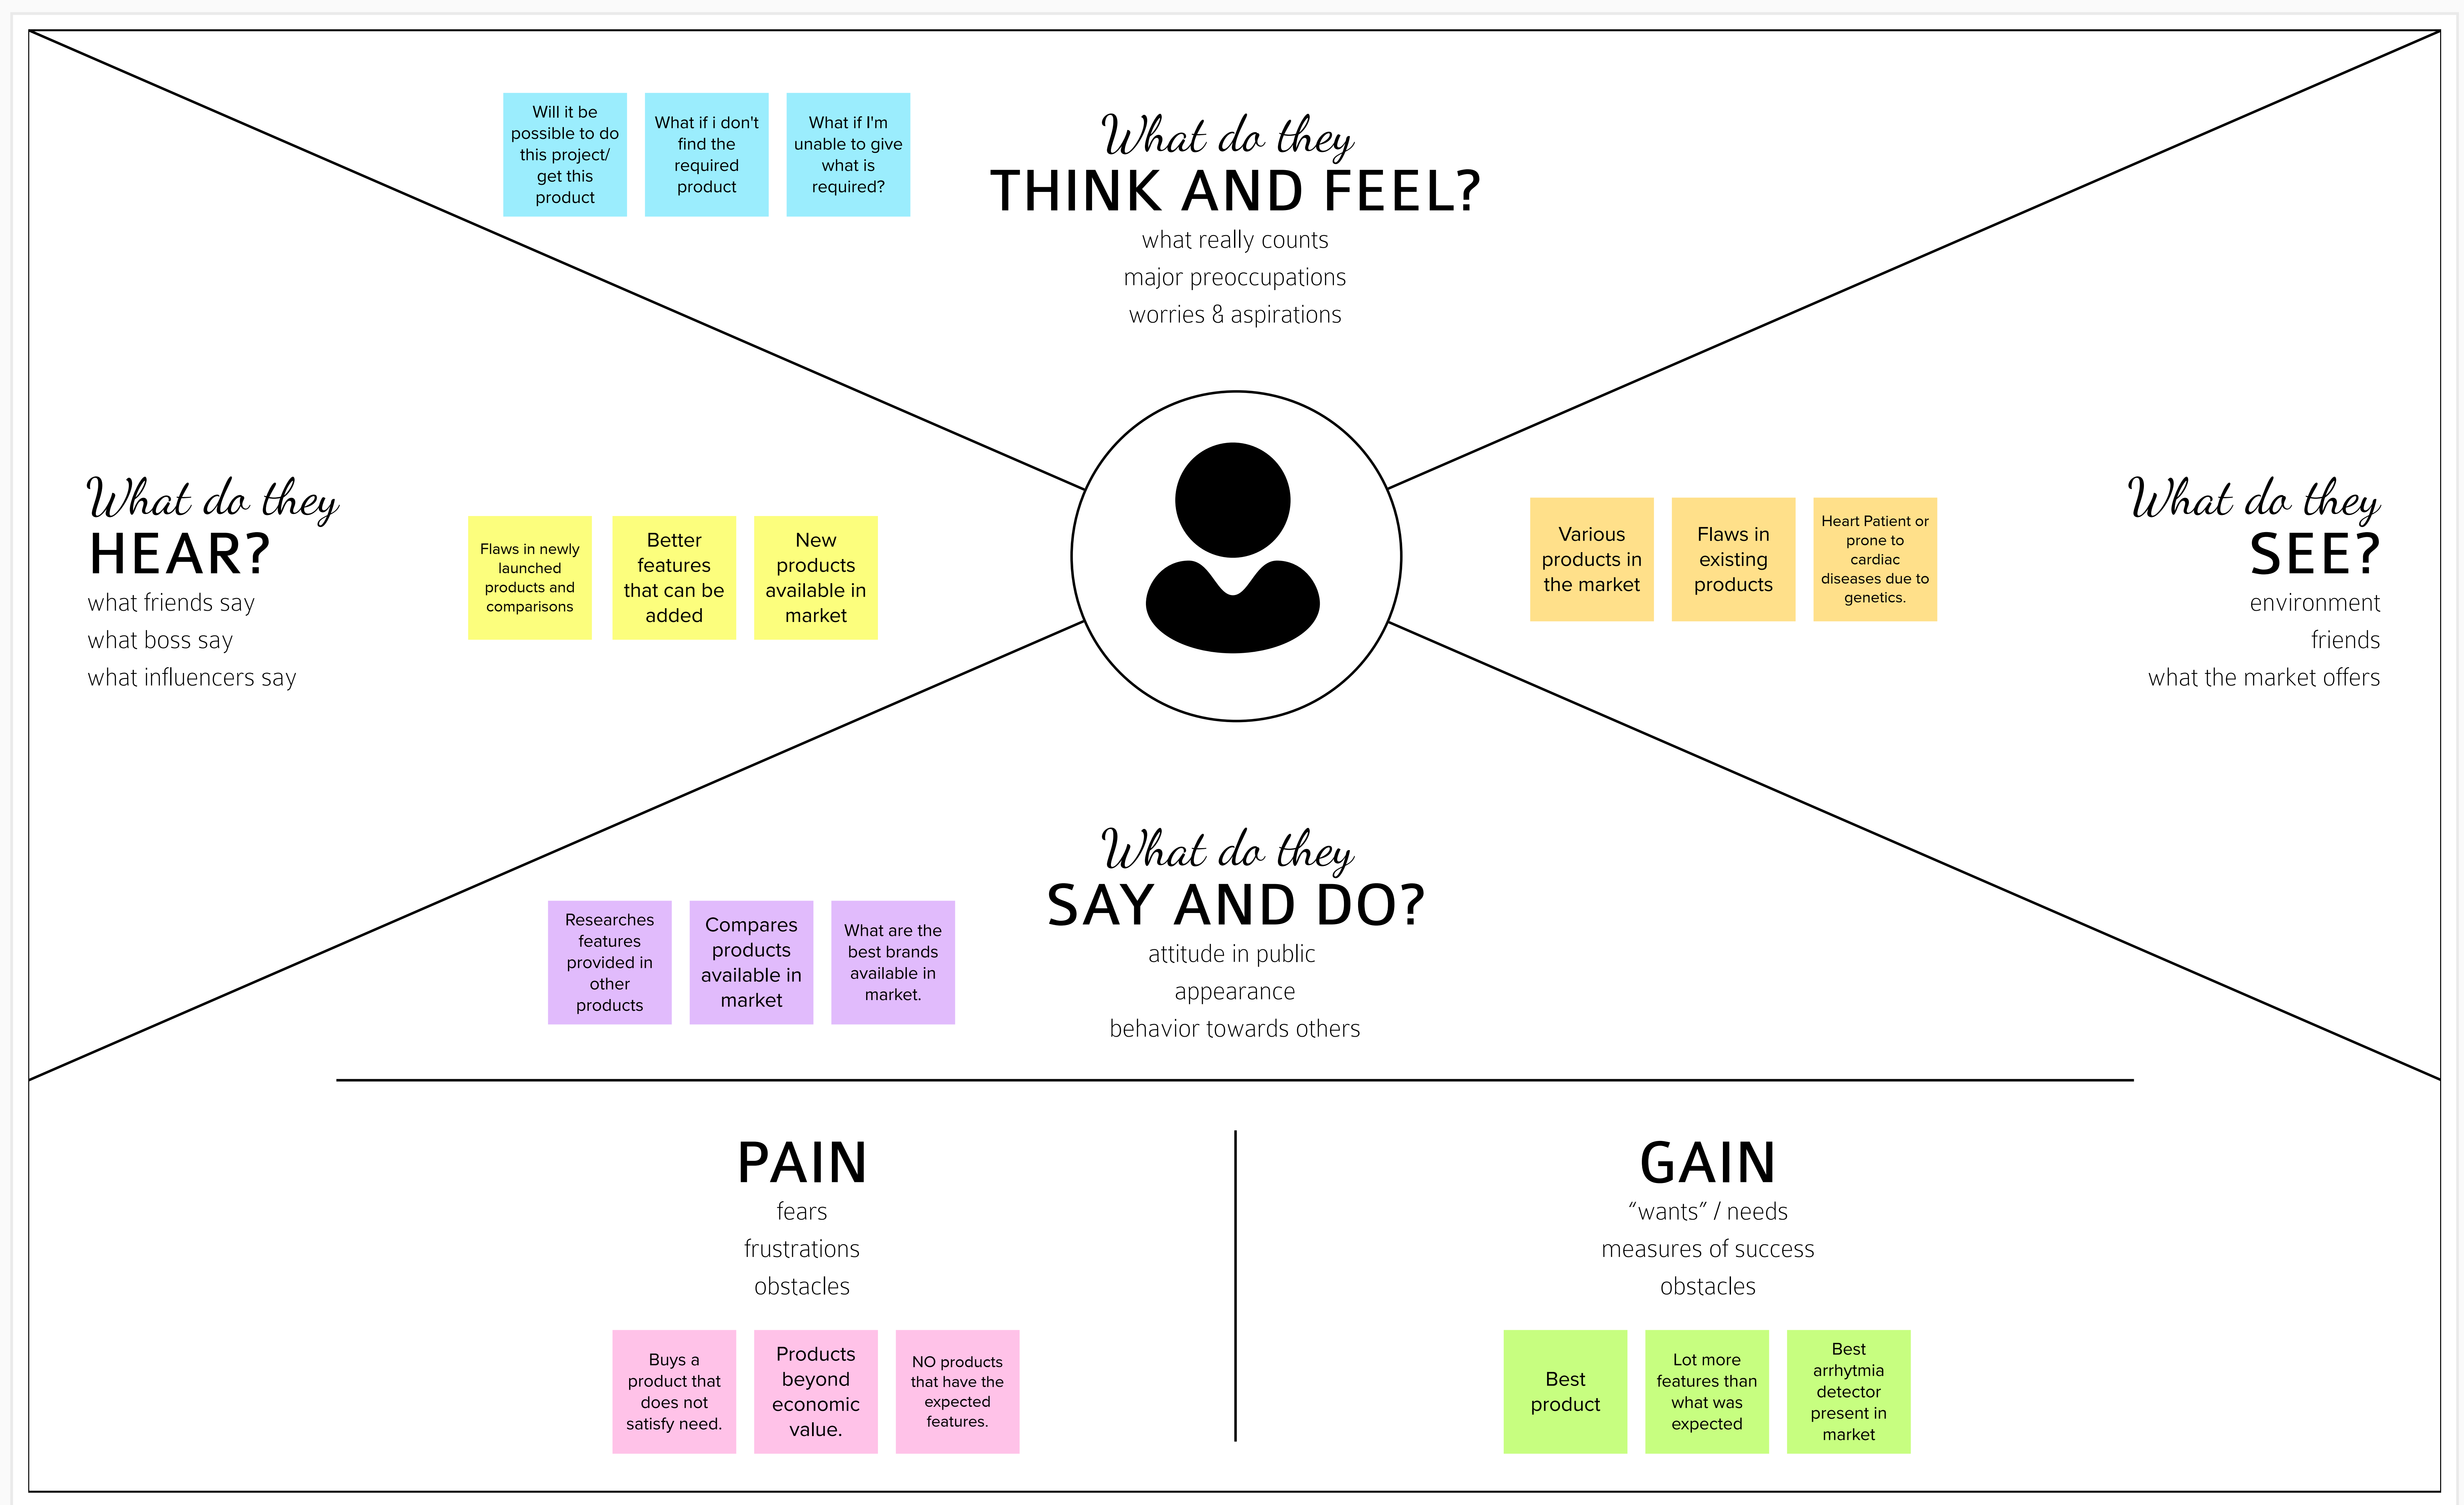 Will it be
possible to do
this project/
get this
product
What if i don't
find the
required
product
What if I'm
unable to give
what is
required?
What do they
THINK AND FEEL?
what really counts
major preoccupations
worries & aspirations
What do they
HEAR?
what friends say
what boss say
what influencers say
Flaws in newly
launched
products and
comparisons
Better
features
that can be
added
New
products
available in
market
Various
products in
the market
Flaws in
existing
products
Heart Patient or
prone to
cardiac
diseases due to
genetics.
What do they
SEE?
environment
friends
what the market offers
What do they
SAY AND DO?
attitude in public
appearance
behavior towards others
Researches
features
provided in
other
products
Compares
products
available in
market
What are the
best brands
available in
market.
PAIN
fears
frustrations
obstacles
Buys a
product that
does not
satisfy need.
Products
beyond
economic
value.
NO products
that have the
expected
features.
GAIN
“wants” / needs
measures of success
obstacles
Best
product
Lot more
features than
what was
expected
Best
arrhytmia
detector
present in
market